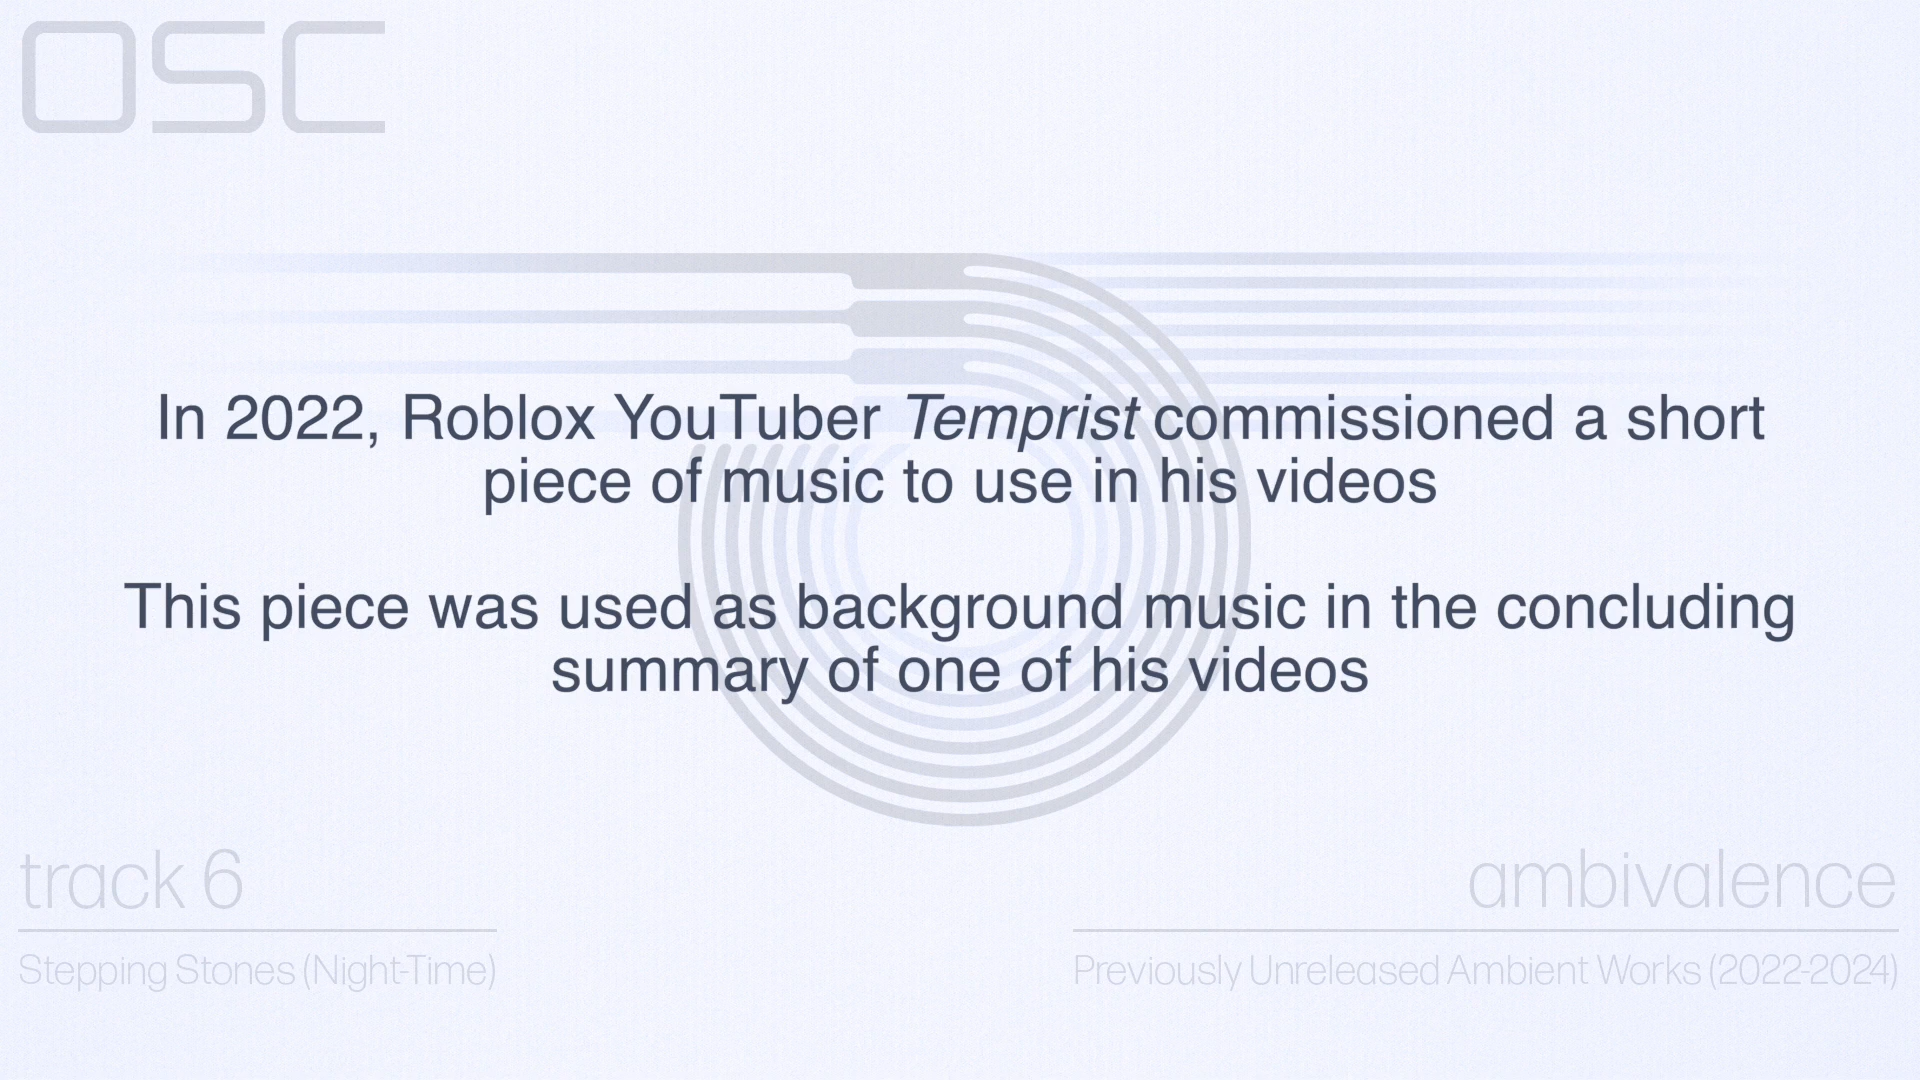 OSC
In 2022, Roblox YouTuber Temprist commissioned a short
piece of music to use in his videos
This piece was used as background music in the concluding
summary of one of his videos
track 6
Stepping Stones (Night-Time)
ambivalence
Previously Unreleased Ambient Works (2022-2024)